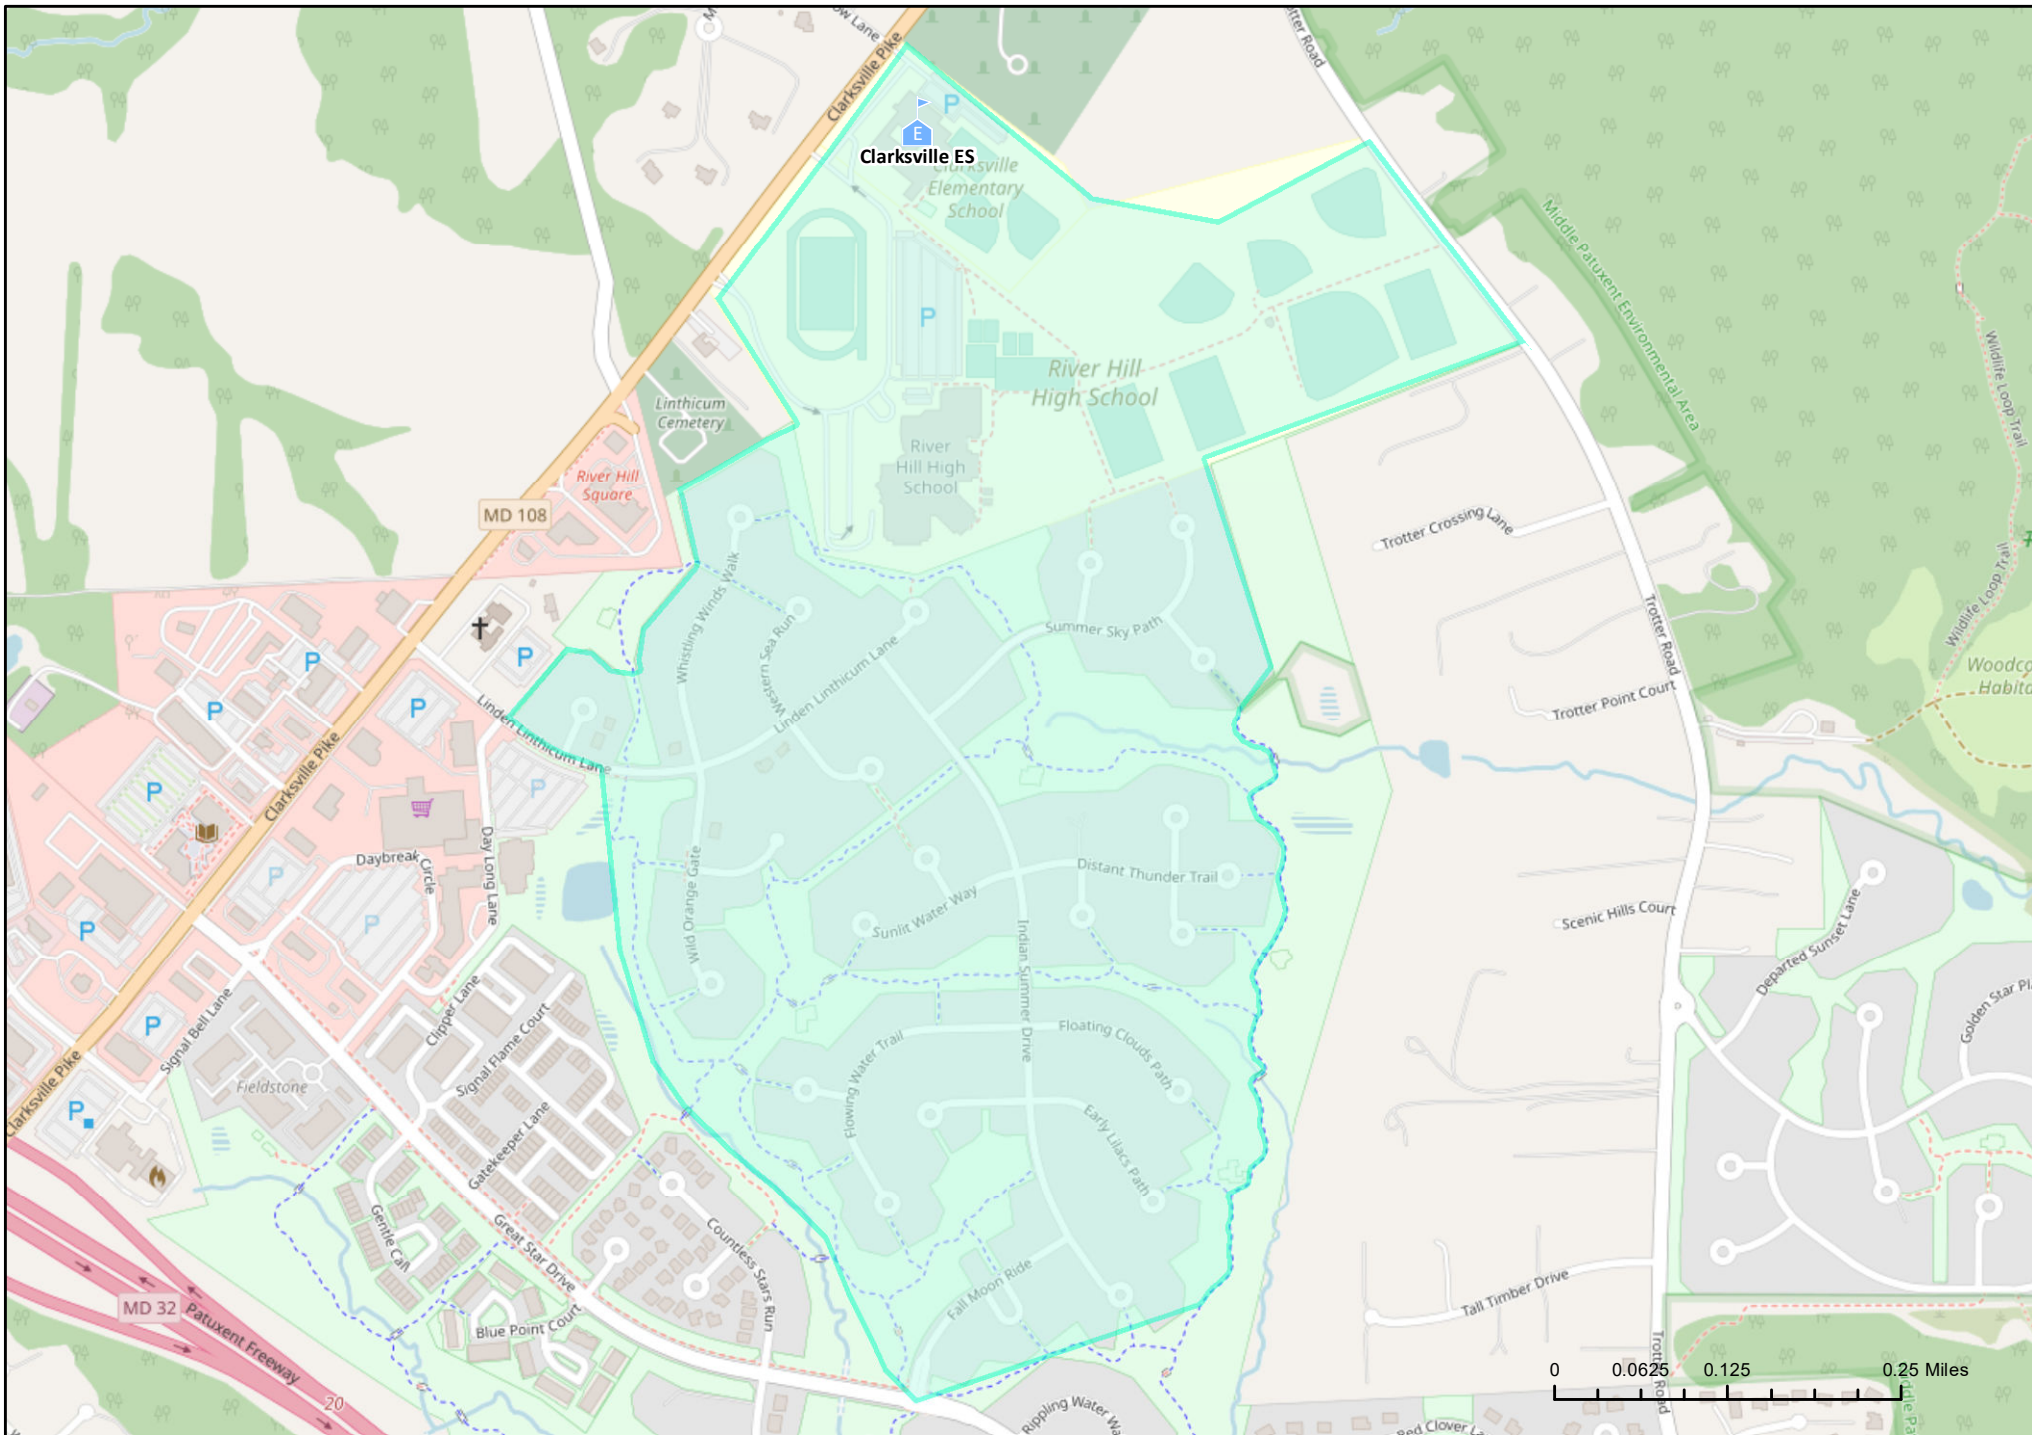 Clarksville Pike
Trotter Road
P
E
Clarksville ES
Clarksville
Elementary
School
Middle Patuxent Environmental Area
Wildlife Loop Trail
P
River Hill
High School
Linthicum
Cemetery
River Hill
Square
River
Hill High
School
MD 108
Trotter Crossing Lane
Wildlife Loop Trail
Whistling Winds Walk
Western Sea Run
Linden Linthicum Lane
Summer Sky Path
Trotter Road
P
P
P
P
Linden Linthicum Lane
Trotter Point Court
Clarksville Pike
P
P
Daybreak Circle
Day Long Lane
P
P
P
Wild Orange Gate
Sunlit Water Way
Distant Thunder Trail
Indian Summer Drive
Scenic Hills Court
Departed Sunset Lane
Golden Star Pl
Clipper Lane
Signal Flame Court
Signal Bell Lane
P
Fieldstone
Gatekeeper Lane
Clarksville Pike
P
Flowing Water Trail
Floating Clouds Path
Early Lilacs Path
Gentle Call
Great Star Drive
Countless Stars Run
Fall Moon Ride
Tall Timber Drive
MD 32
Patuxent Freeway
Blue Point Court
20
Rippling Water Wa
Red Clover La
Trotter Road
0 0.0625 0.125 0.25 Miles